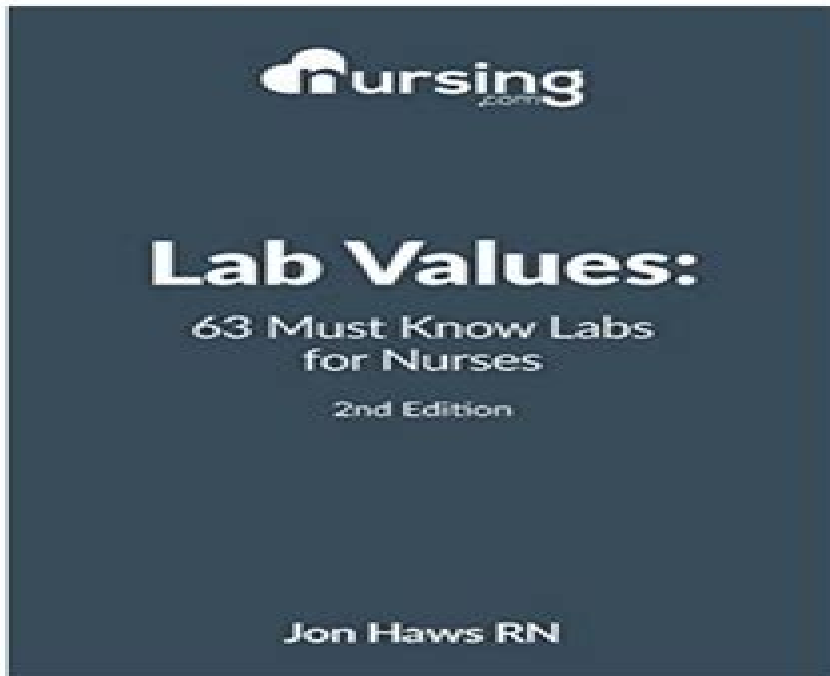 nursing
.com
Lab Values:
63 Must Know Labs
for Nurses
2nd Edition
Jon Haws RN